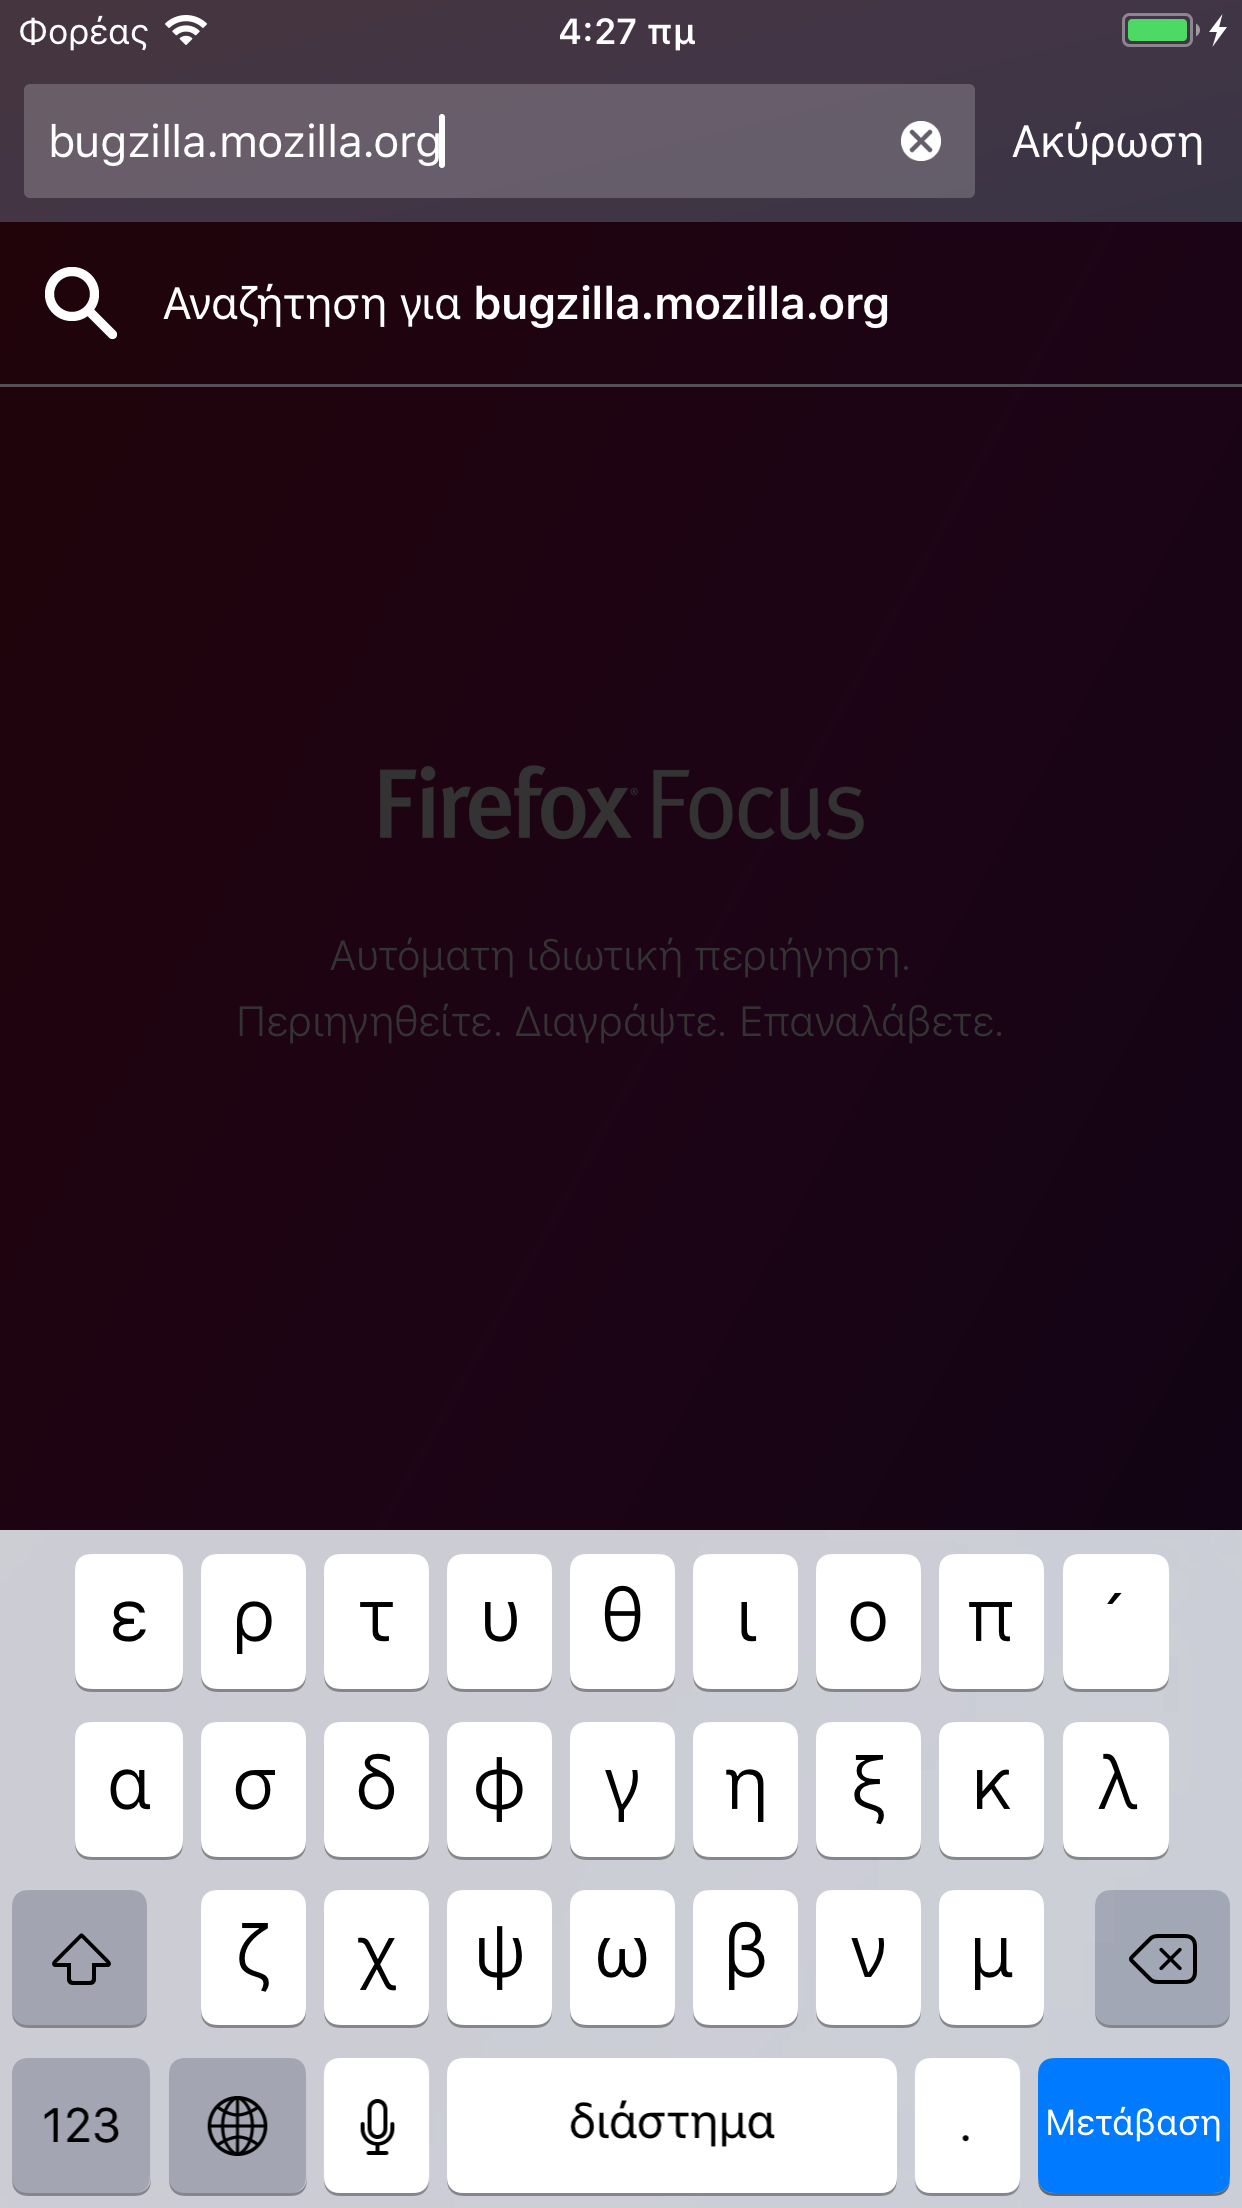 Φορέας 4:27 πμ
bugzilla.mozilla.org Ακύρωση
Αναζήτηση για bugzilla.mozilla.org
Firefox® Focus
Αυτόματη ιδιωτική περιήγηση.
Περιηγηθείτε. Διαγράψτε. Επαναλάβετε.
ε ρ τ υ θ ι ο π ΄
α σ δ φ γ η ξ κ λ
ζ χ ψ ω β ν μ
123 διάστημα . Μετάβαση